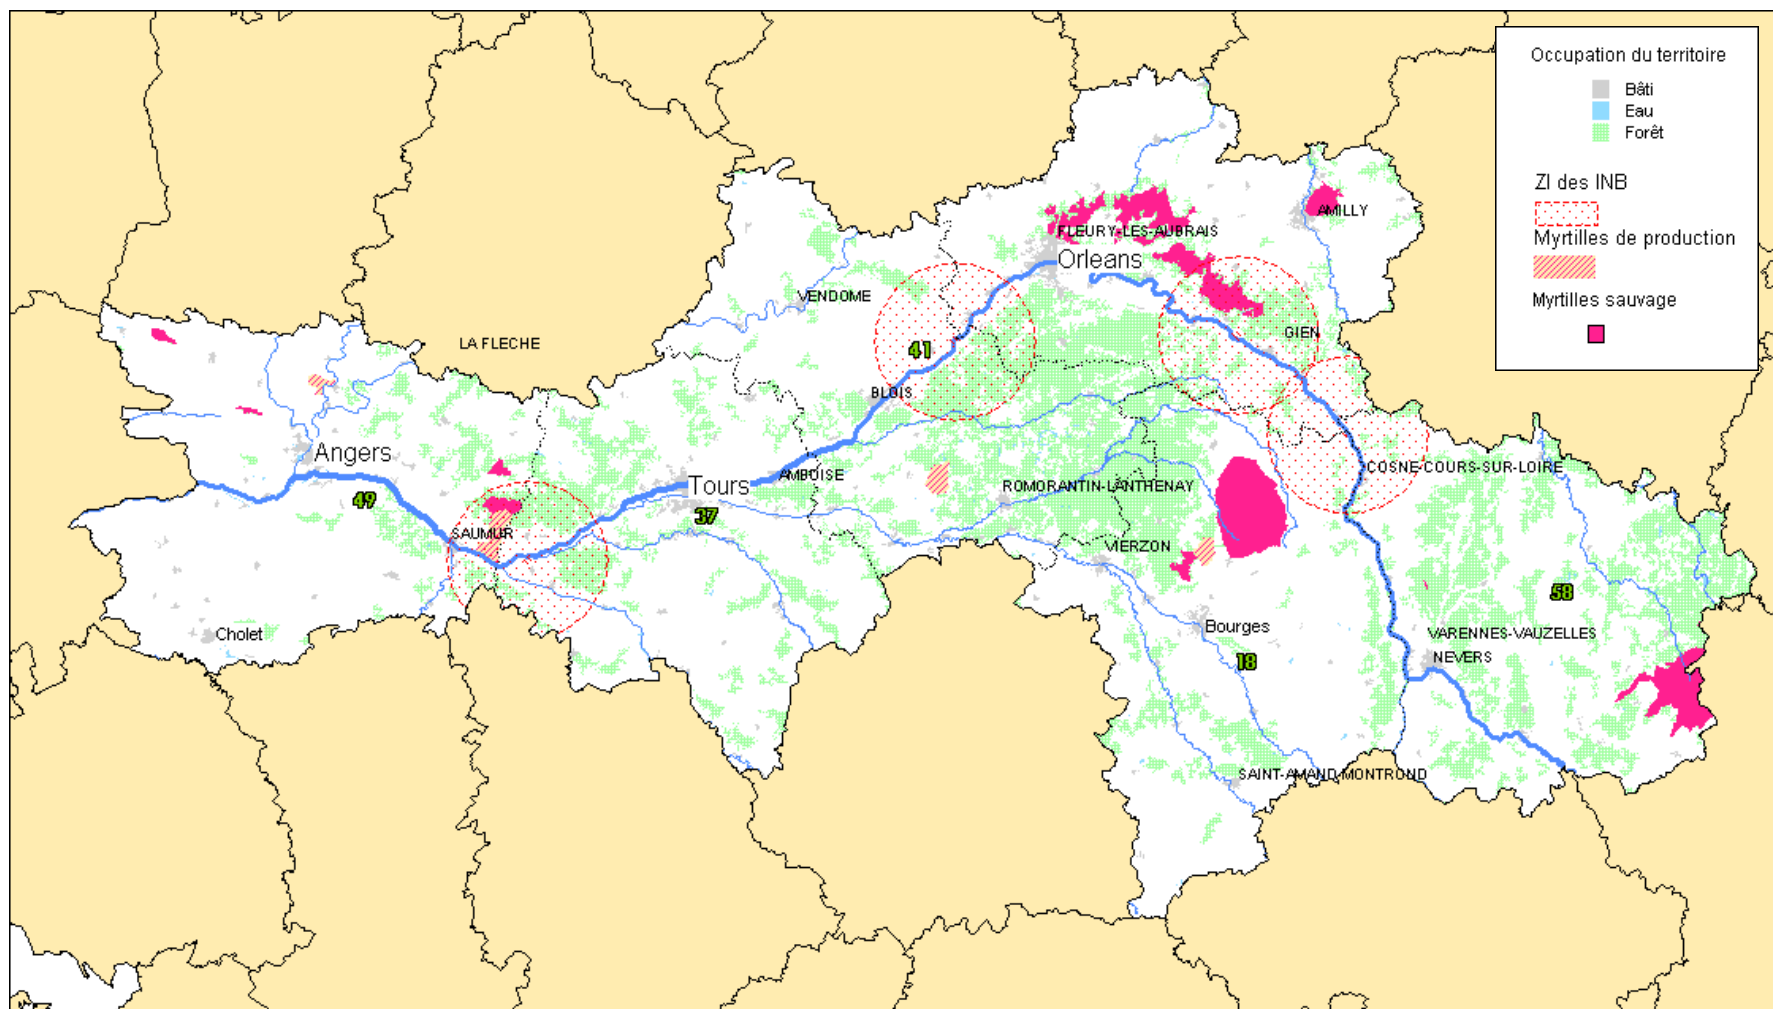 Occupation du territoire
Bâti
Eau
Forêt
ZI des INB
Myrtilles de production
Myrtilles sauvage
AMILLY
FLEURY-LES-AUBRAIS
Orleans
VENDOME
GIEN
LA FLECHE
41
BLOIS
Angers
COSNE-COURS-SUR-LOIRE
AMBOISE
Tours
ROMORANTIN-LANTHENAY
49
37
SAUMUR
VIERZON
58
Cholet
Bourges
VARENNES-VAUZELLES
NEVERS
18
SAINT-AMAND-MONTROND